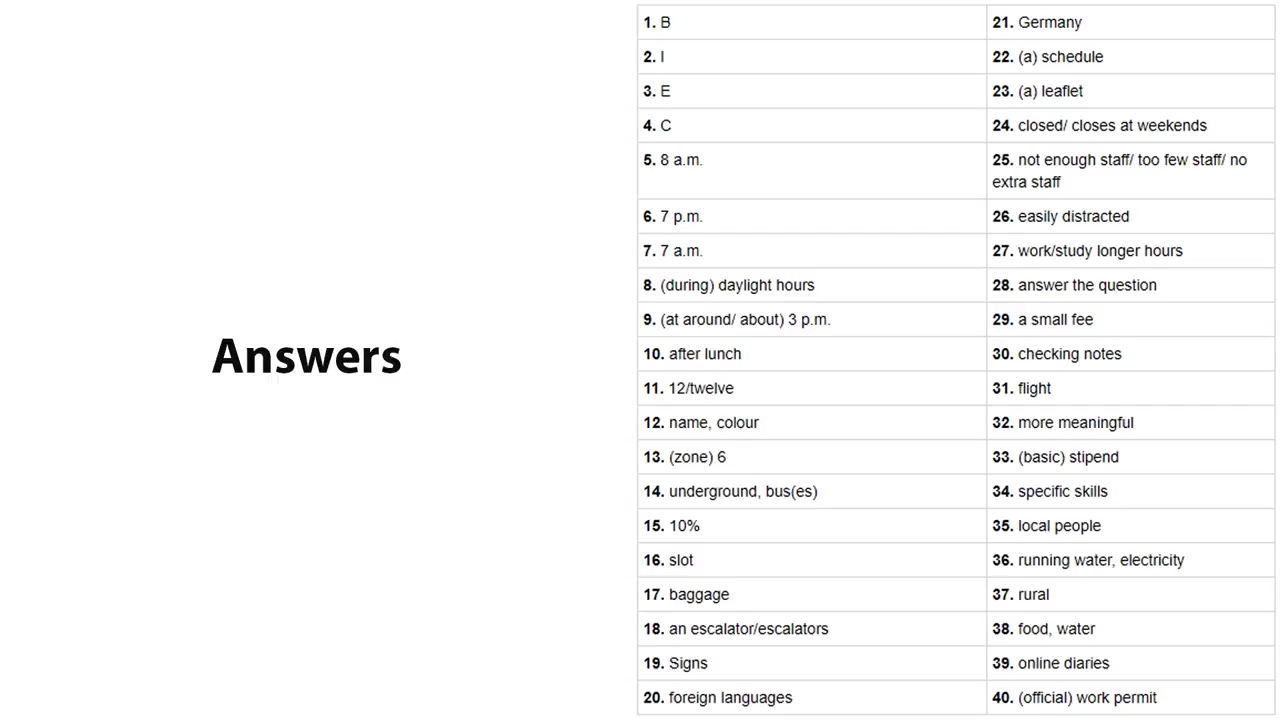 Answers
1. B
2. I
3. E
4. C
5. 8 a.m.
6. 7 p.m.
7. 7 a.m.
8. (during) daylight hours
9. (at around/ about) 3 p.m.
10. after lunch
11. 12/twelve
12. name, colour
13. (zone) 6
14. underground, bus(es)
15. 10%
16. slot
17. baggage
18. an escalator/escalators
19. Signs
20. foreign languages
21. Germany
22. (a) schedule
23. (a) leaflet
24. closed/ closes at weekends
25. not enough staff/ too few staff/ no
extra staff
26. easily distracted
27. work/study longer hours
28. answer the question
29. a small fee
30. checking notes
31. flight
32. more meaningful
33. (basic) stipend
34. specific skills
35. local people
36. running water, electricity
37. rural
38. food, water
39. online diaries
40. (official) work permit